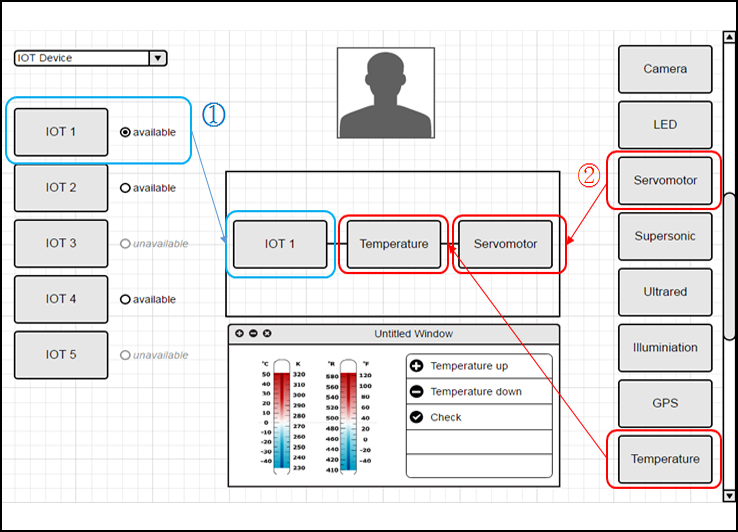 IOT Device
IOT 1
available
①
IOT 2
available
IOT 3
unavailable
IOT 4
available
IOT 5
unavailable
IOT 1
Temperature
Servomotor
Untitled Window
°C
K
50
320
40
310
30
300
20
290
10
280
0
270
-10
260
-20
250
-30
240
-40
230
°R
°F
580
120
560
100
540
80
520
60
500
40
480
20
460
0
440
-20
420
-40
410
Temperature up
Temperature down
Check
Camera
LED
②
Servomotor
Supersonic
Ultrared
Illuminiation
GPS
Temperature